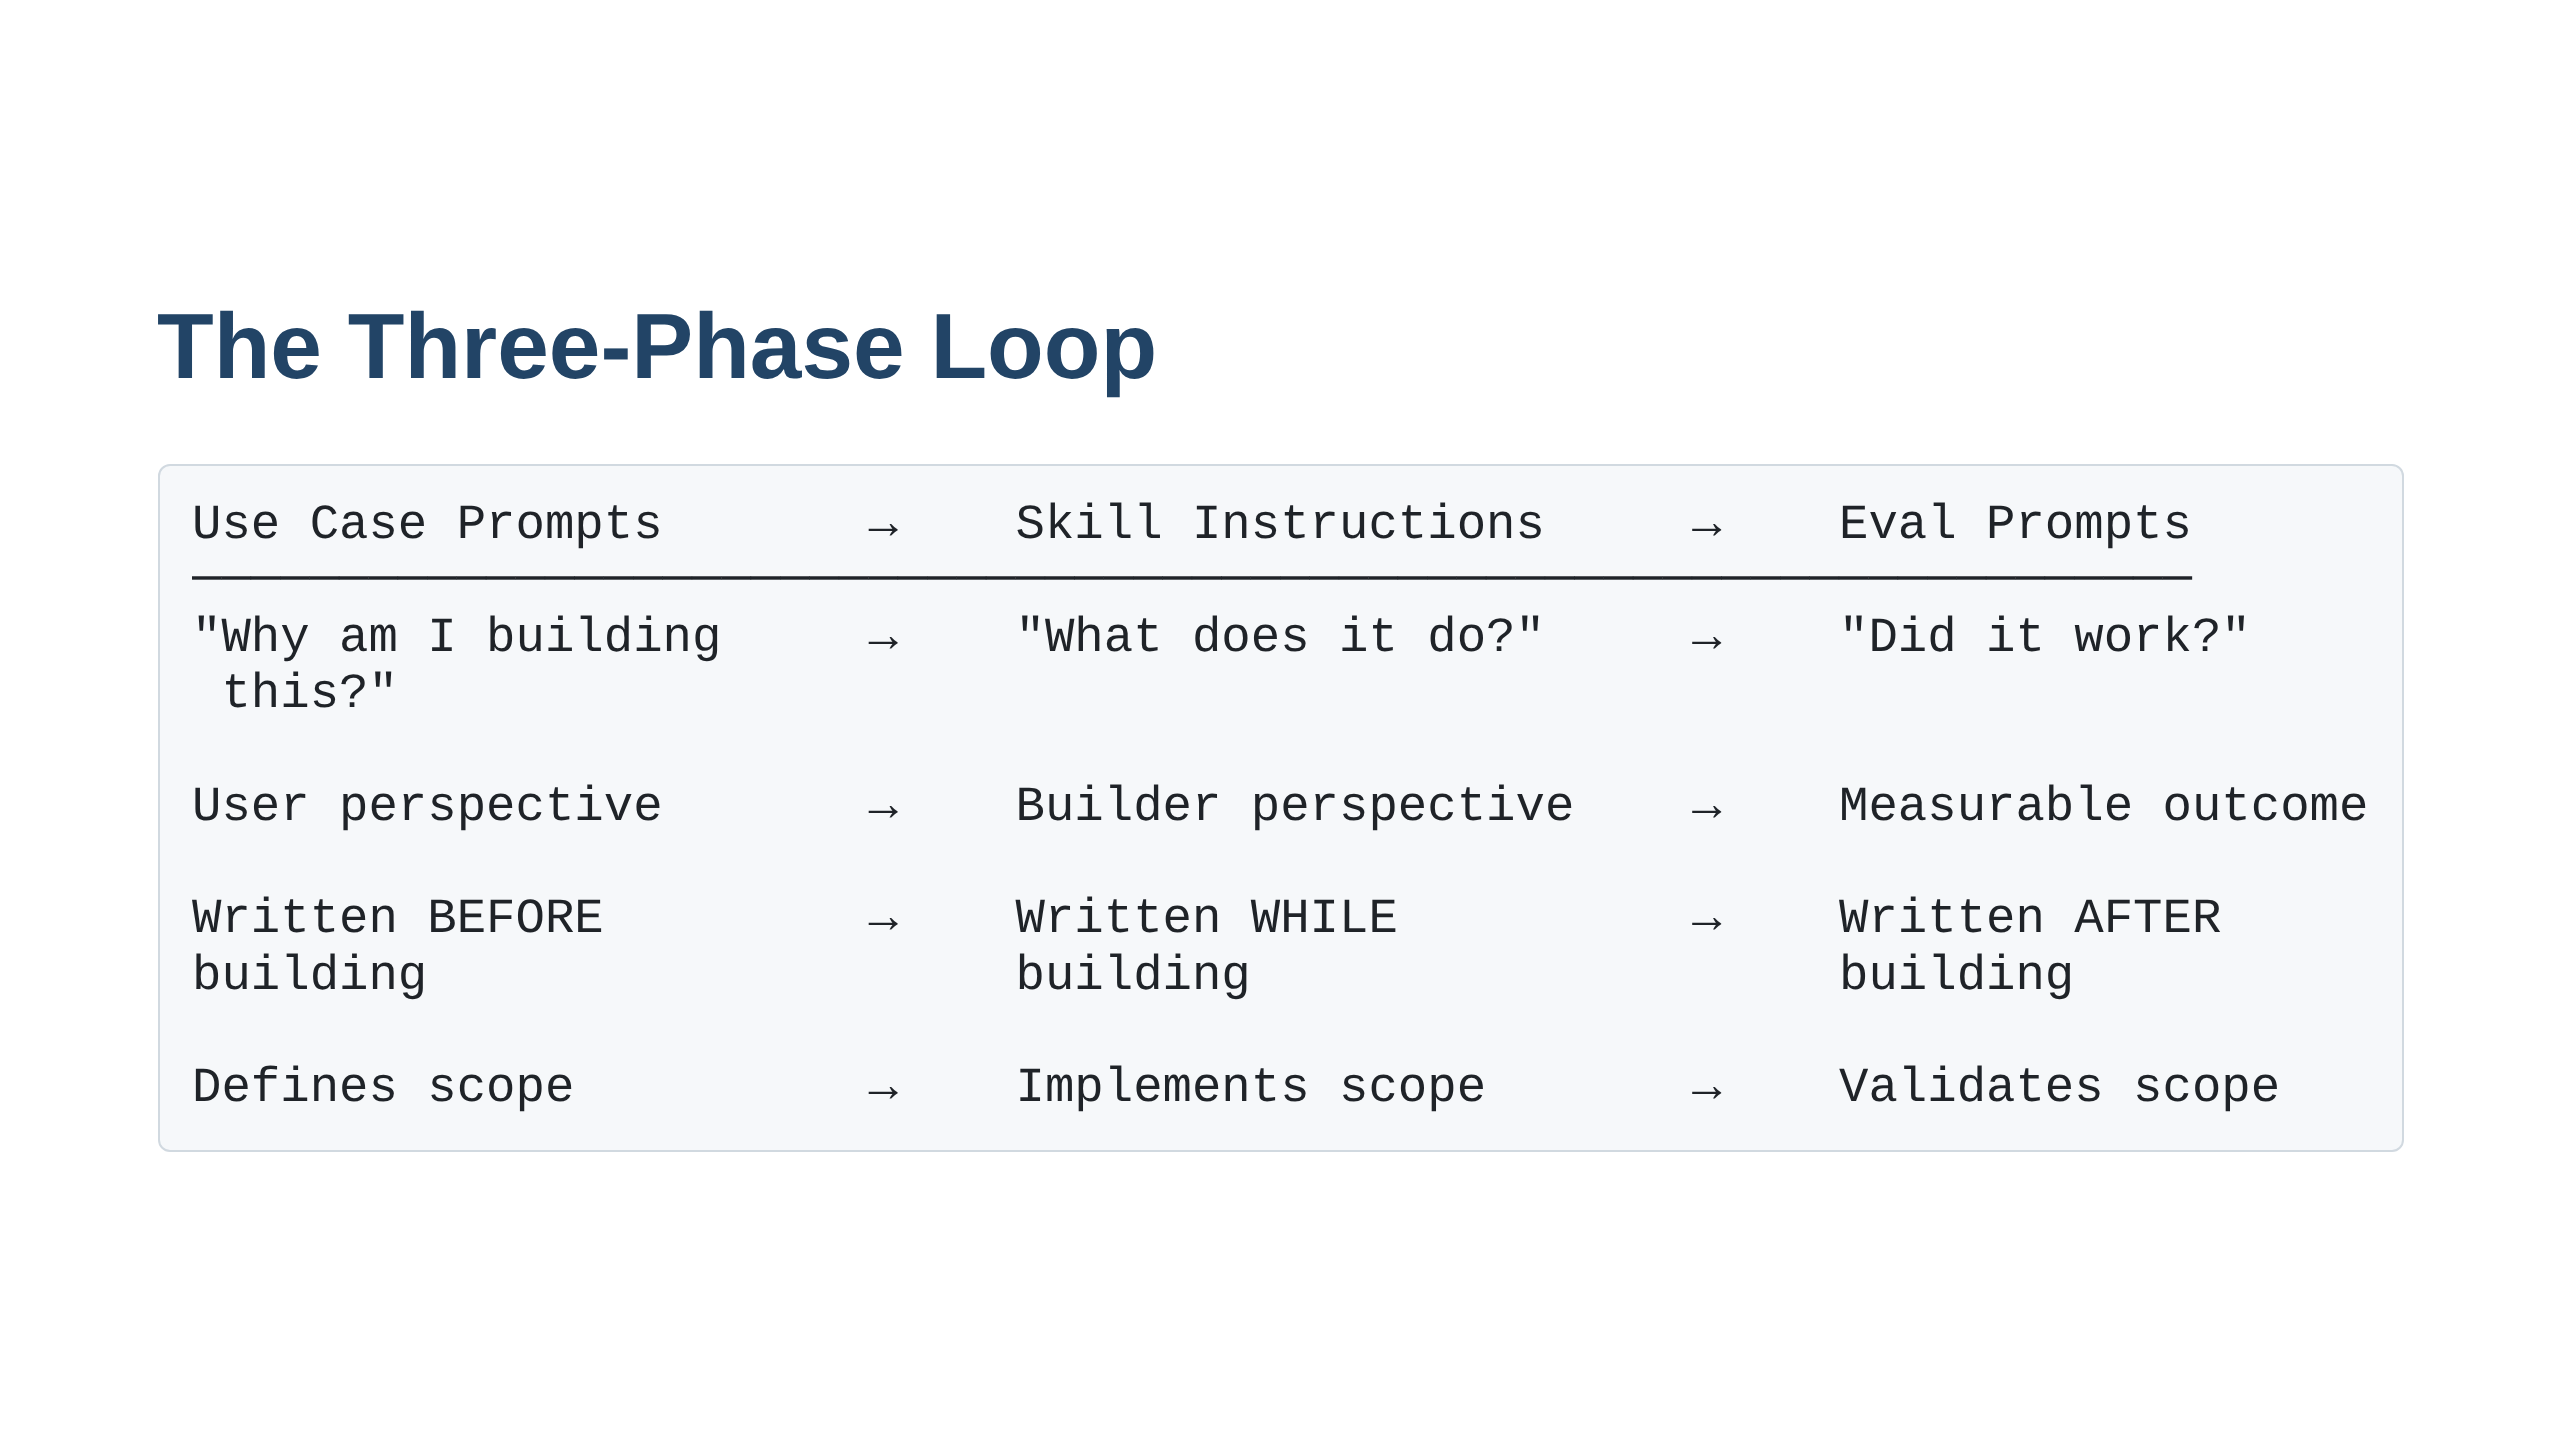 The Three-Phase Loop
Use Case Prompts       →    Skill Instructions     →    Eval Prompts
────────────────────────────────────────────────────────────────────
"Why am I building     →    "What does it do?"     →    "Did it work?"
 this?"
User perspective       →    Builder perspective    →    Measurable outcome
Written BEFORE         →    Written WHILE          →    Written AFTER
building                    building                    building
Defines scope          →    Implements scope       →    Validates scope